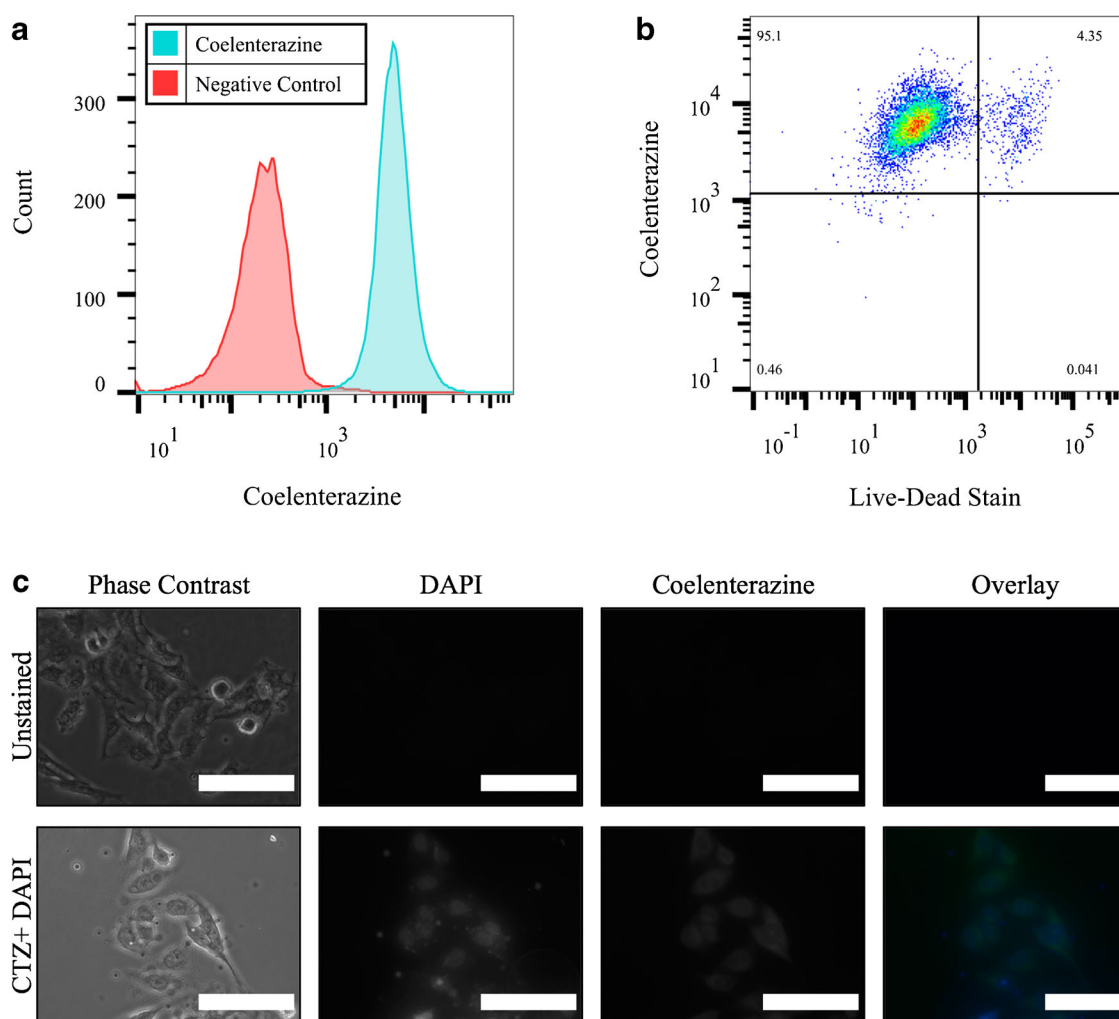 a
Coelenterazine
Negative Control
300
200
100
0
Count
10^1
10^3
Coelenterazine
b
95.1
4.35
10^4
10^3
10^2
10^1
0.46
0.041
Coelenterazine
10^-1
10^1
10^3
10^5
Live-Dead Stain
c
Phase Contrast
DAPI
Coelenterazine
Overlay
Unstained
CTZ+ DAPI